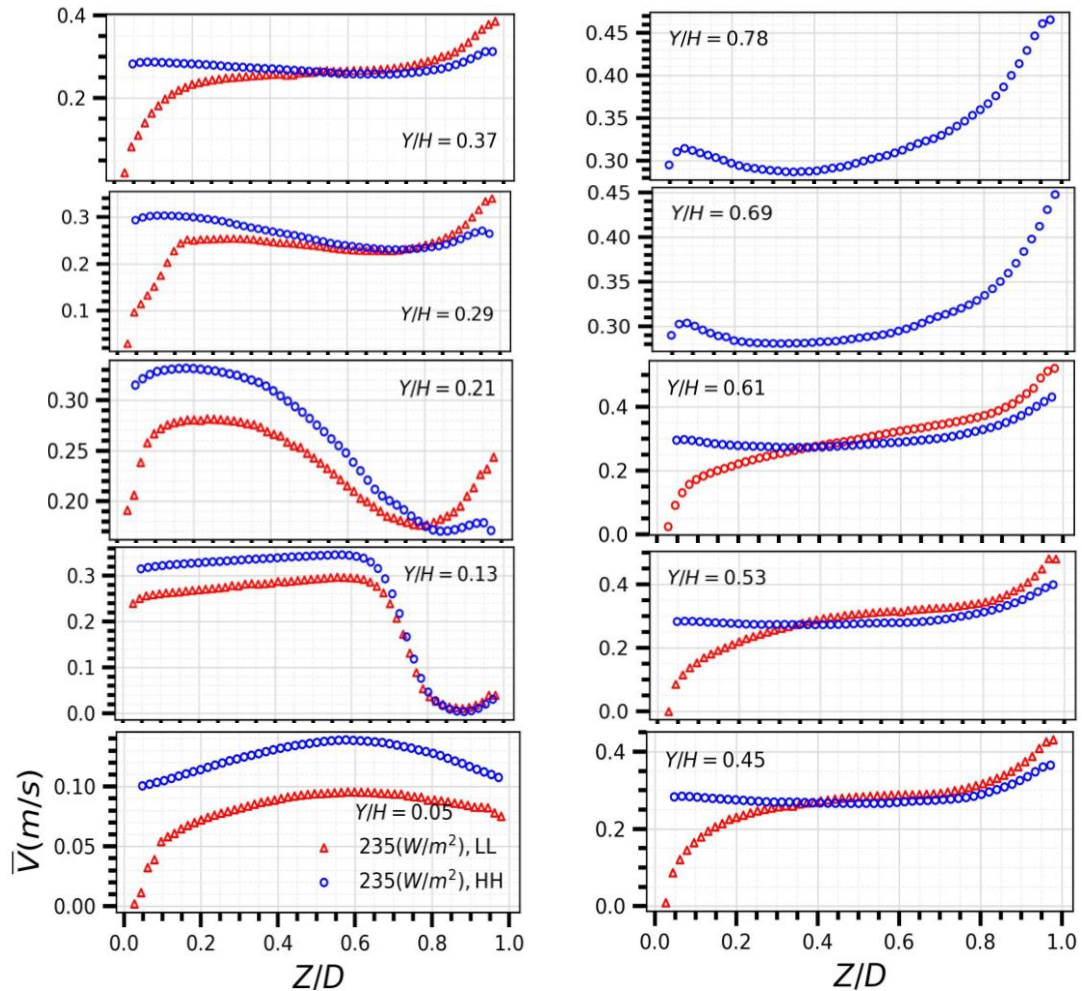 0.4
0.2
Y/H = 0.37
0.3
0.2
0.1
Y/H = 0.29
0.30
0.25
0.20
Y/H = 0.21
0.3
0.2
0.1
0.0
Y/H = 0.13
0.10
0.05
0.00
V̅(m/s)
Y/H = 0.05
235(W/m²), LL
235(W/m²), HH
0.0 0.2 0.4 0.6 0.8 1.0
Z/D
0.45
0.40
0.35
0.30
Y/H = 0.78
0.45
0.40
0.35
0.30
Y/H = 0.69
0.4
0.2
0.0
Y/H = 0.61
0.4
0.2
0.0
Y/H = 0.53
0.4
0.2
0.0
Y/H = 0.45
0.0 0.2 0.4 0.6 0.8 1.0
Z/D